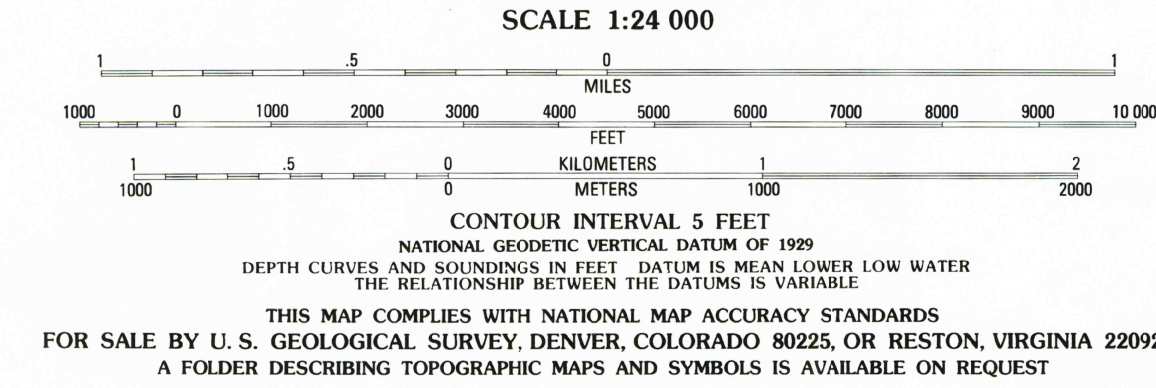 SCALE 1:24 000
1 .5 0 1
MILES
1000 0 1000 2000 3000 4000 5000 6000 7000 8000 9000 10 000
FEET
1 .5 0 KILOMETERS 1 2
1000 0 METERS 1000 2000
CONTOUR INTERVAL 5 FEET
NATIONAL GEODETIC VERTICAL DATUM OF 1929
DEPTH CURVES AND SOUNDINGS IN FEET DATUM IS MEAN LOWER LOW WATER
THE RELATIONSHIP BETWEEN THE DATUMS IS VARIABLE
THIS MAP COMPLIES WITH NATIONAL MAP ACCURACY STANDARDS
FOR SALE BY U. S. GEOLOGICAL SURVEY, DENVER, COLORADO 80225, OR RESTON, VIRGINIA 22092
A FOLDER DESCRIBING TOPOGRAPHIC MAPS AND SYMBOLS IS AVAILABLE ON REQUEST